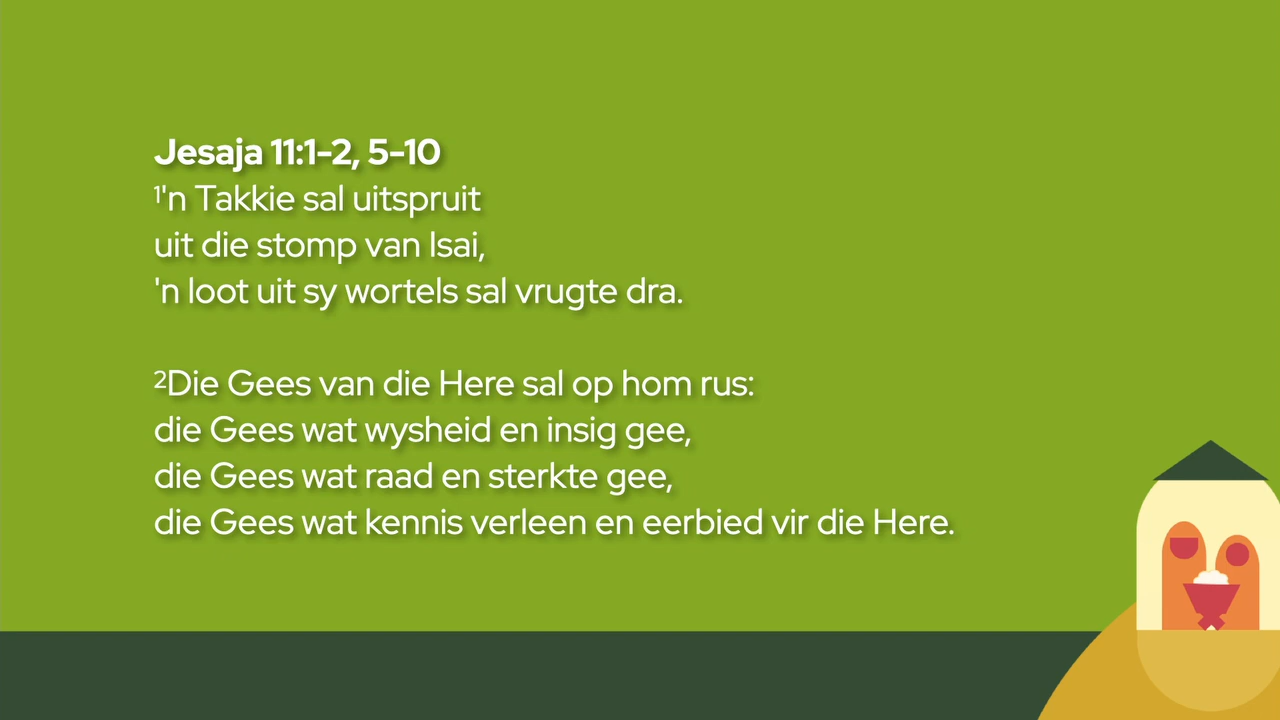 Jesaja 11:1-2, 5-10
¹'n Takkie sal uitspruit
uit die stomp van Isai,
'n loot uit sy wortels sal vrugte dra.
²Die Gees van die Here sal op hom rus:
die Gees wat wysheid en insig gee,
die Gees wat raad en sterkte gee,
die Gees wat kennis verleen en eerbied vir die Here.